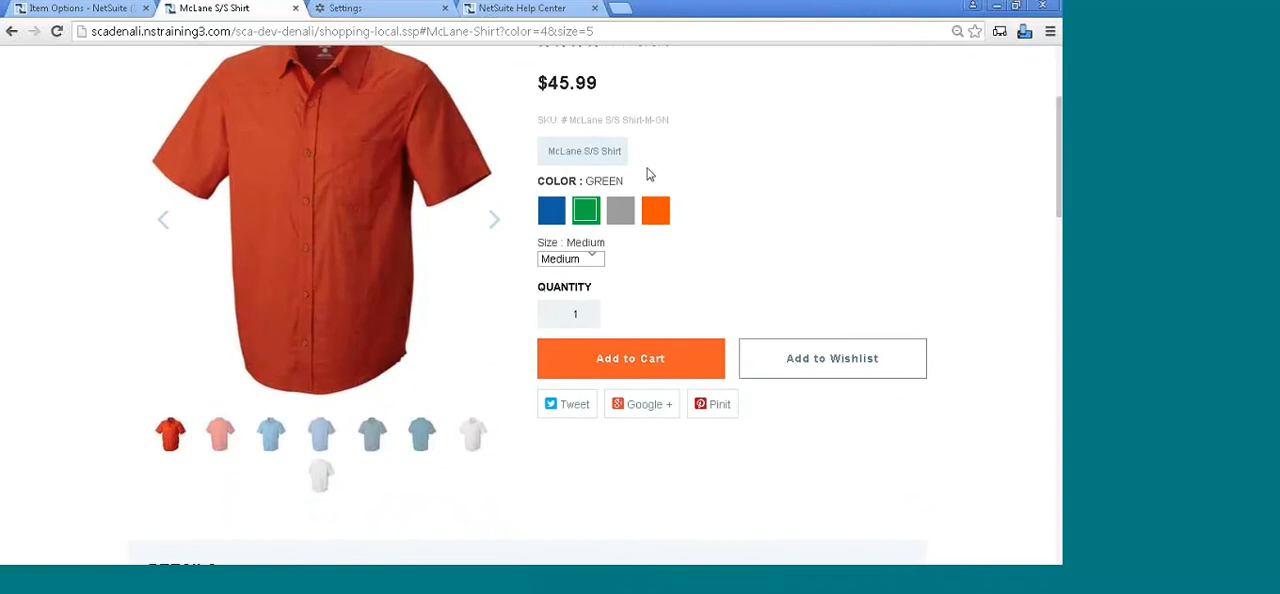 Item Options - NetSuite (
McLane S/S Shirt
Settings
NetSuite Help Center
scadenali.nstraining3.com/sca-dev-denali/shopping-local.ssp#McLane-Shirt?color=4&size=5
$45.99
SKU: # McLane S/S Shirt-M-GN
McLane S/S Shirt
COLOR : GREEN
Size : Medium
Medium
QUANTITY
1
Add to Cart
Add to Wishlist
Tweet
Google +
Pinit